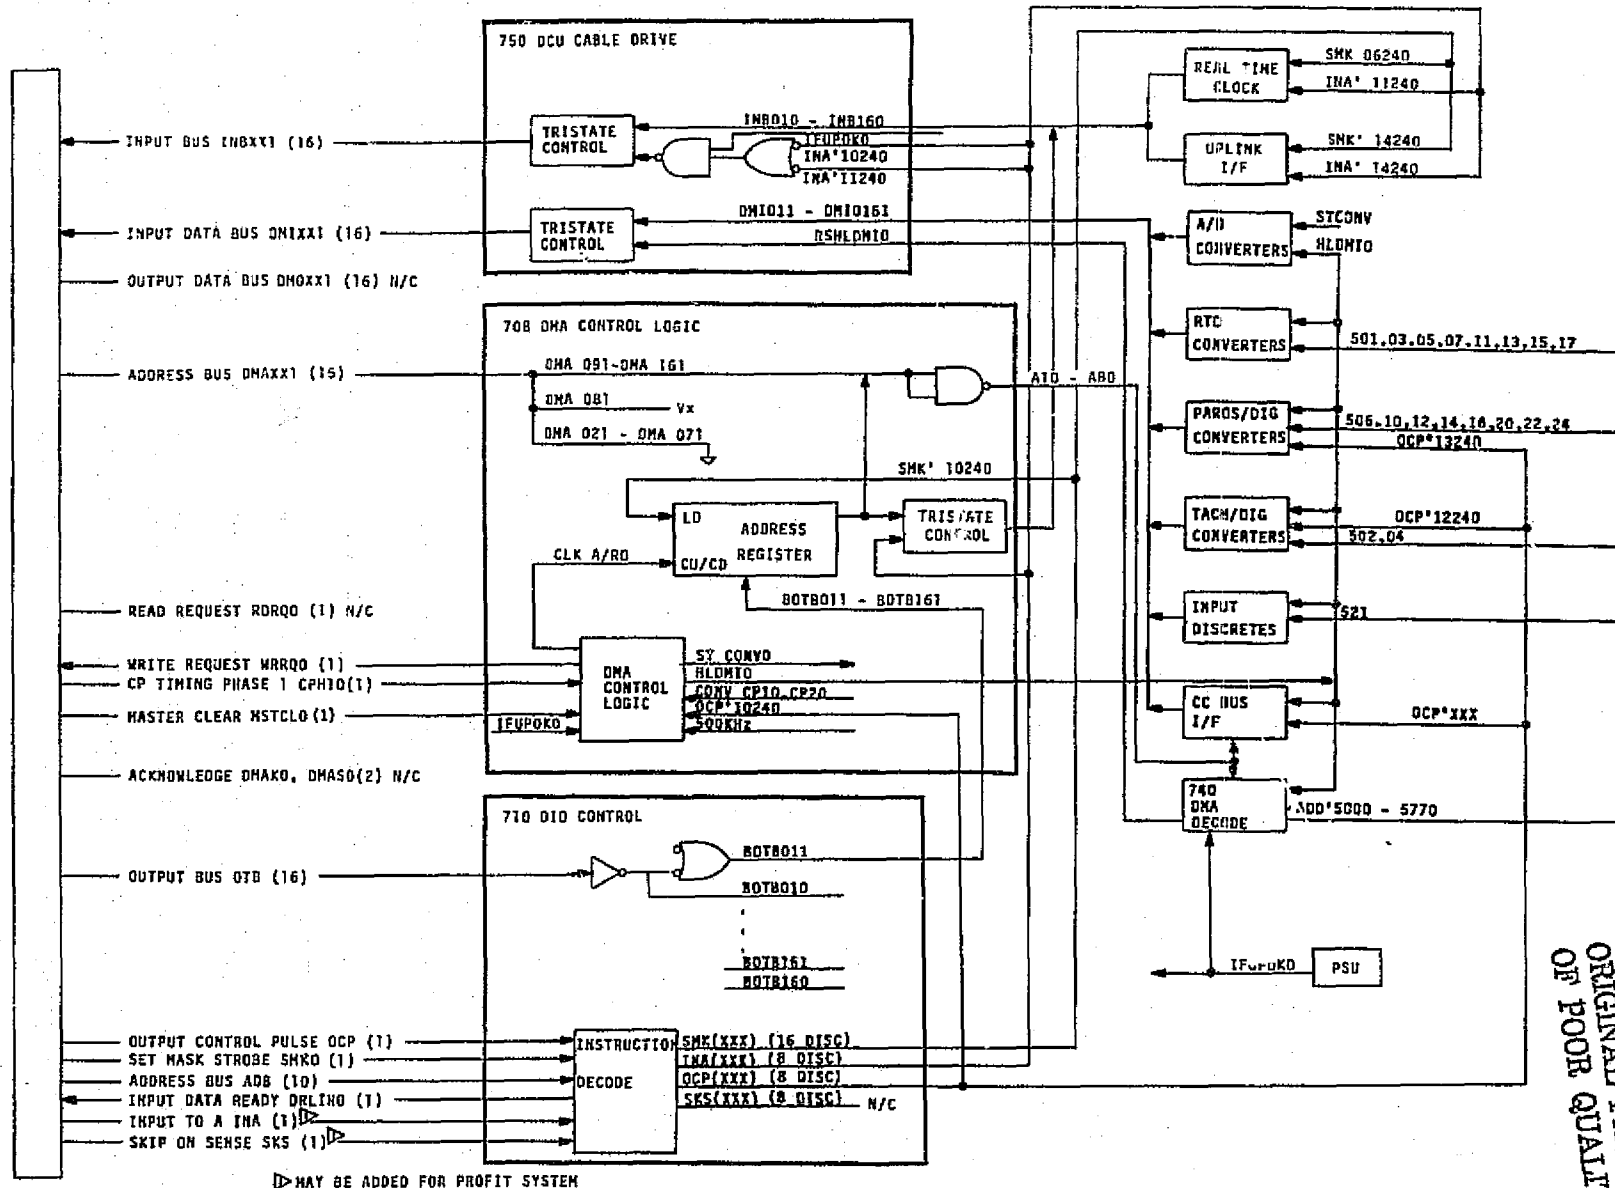 750 DCU CABLE DRIVE
REAL TIME
CLOCK
SMK 06240
INA' 11240
INPUT BUS INBXX1 (16)
TRISTATE
CONTROL
INB010 - INB160
IFUPOKO
INA'10240
INA'11240
UPLINK
I/F
SMK' 14240
INA' 14240
INPUT DATA BUS DMIXX1 (16)
TRISTATE
CONTROL
DMI011 - DMI0161
RSHLDMIO
A/D
CONVERTERS
STCONV
HLDMIO
OUTPUT DATA BUS DMOXX1 (16) N/C
708 DMA CONTROL LOGIC
RTD
CONVERTERS
501,03,05,07,11,13,15,17
ADDRESS BUS DMAXX1 (15)
DMA 091-DMA 161
DMA 081
Vx
DMA 021 - DMA 071
A10 - A80
PAROS/DIG
CONVERTERS
506,10,12,14,18,20,22,24
OCP'13240
SMK' 10240
LD
ADDRESS
REGISTER
CU/CD
TRISTATE
CONTROL
TACH/DIG
CONVERTERS
OCP'12240
502,04
CLK A/RO
BOTB011 - BOTB161
READ REQUEST RDRQO (1) N/C
INPUT
DISCRETES
521
WRITE REQUEST WRRQO (1)
CP TIMING PHASE 1 CPH10(1)
MASTER CLEAR MSTCLO(1)
IFUPOKO
DMA
CONTROL
LOGIC
ST CONVO
HLDMIO
CONV CP10,CP20
OCP'10240
500KHz
CC BUS
I/F
OCP'XXX
ACKNOWLEDGE DMAKO, DMASO(2) N/C
740
DMA
DECODE
ADD'5000 - 5770
710 DIO CONTROL
OUTPUT BUS OTB (16)
BOTB011
BOTB010
BOTB161
BOTB160
IFUPOKO
PSU
OUTPUT CONTROL PULSE OCP (1)
SET MASK STROBE SMKO (1)
ADDRESS BUS ADB (10)
INPUT DATA READY DRLINO (1)
INPUT TO A INA (1)
SKIP ON SENSE SKS (1)
INSTRUCTION
DECODE
SMK(XXX) (16 DISC)
INA(XXX) (8 DISC)
OCP(XXX) (8 DISC)
SKS(XXX) (8 DISC) N/C
MAY BE ADDED FOR PROFIT SYSTEM
ORIGINAL
OF POOR